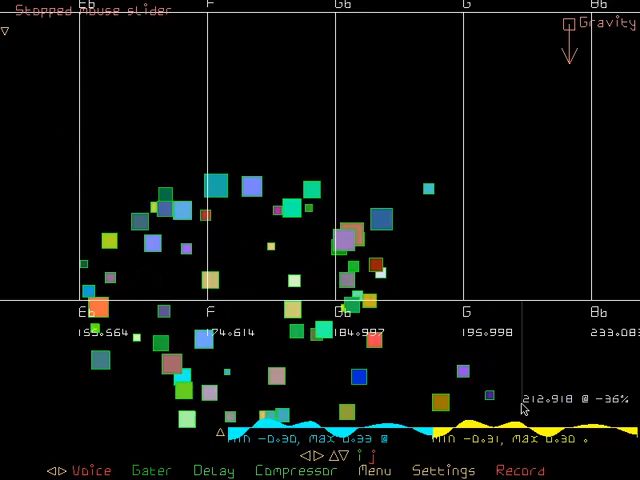 Eb F Gb G Bb
Stopped mouse slider
Gravity
Eb F Gb G Bb
174.614 184.997 195.998 233.08
212.918 @ -36%
Min -0.30, Max 0.33 @ Min -0.31, Max 0.30 .
i j
Voice Gater Delay Compressor Menu Settings Record